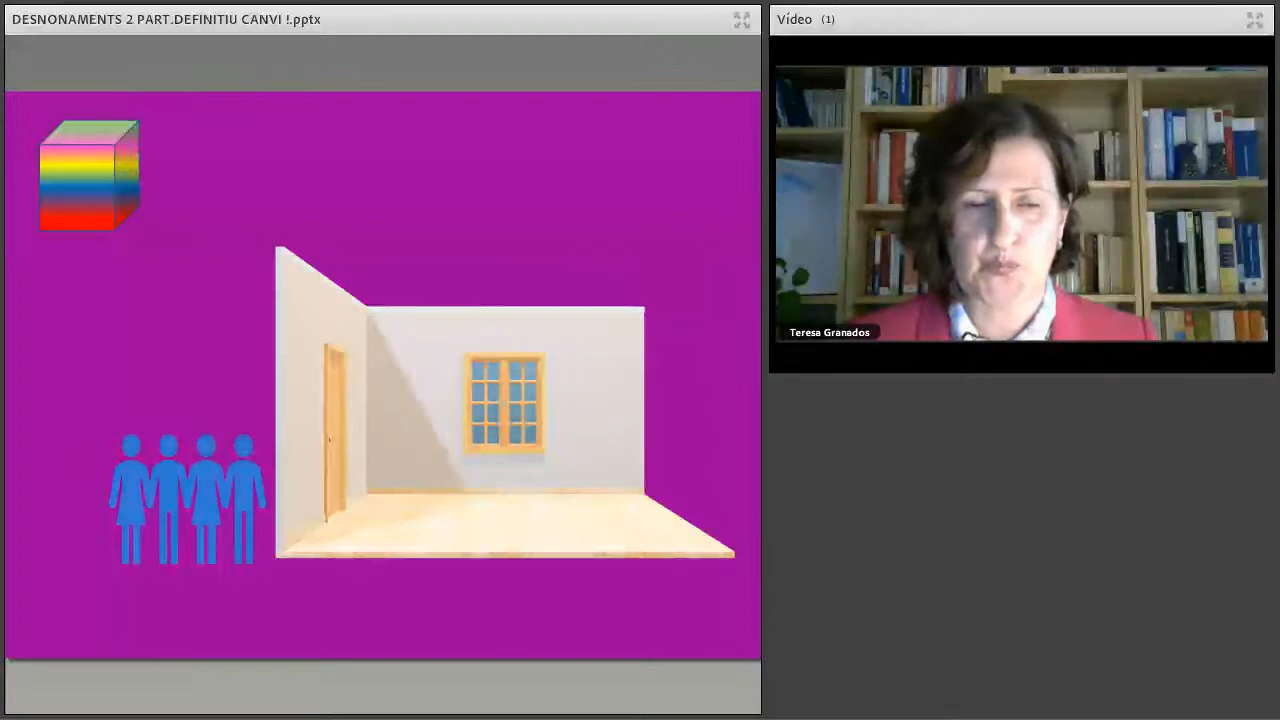 DESNONAMENTS 2 PART.DEFINITIU CANVI !.pptx
Vídeo (1)
Teresa Granados